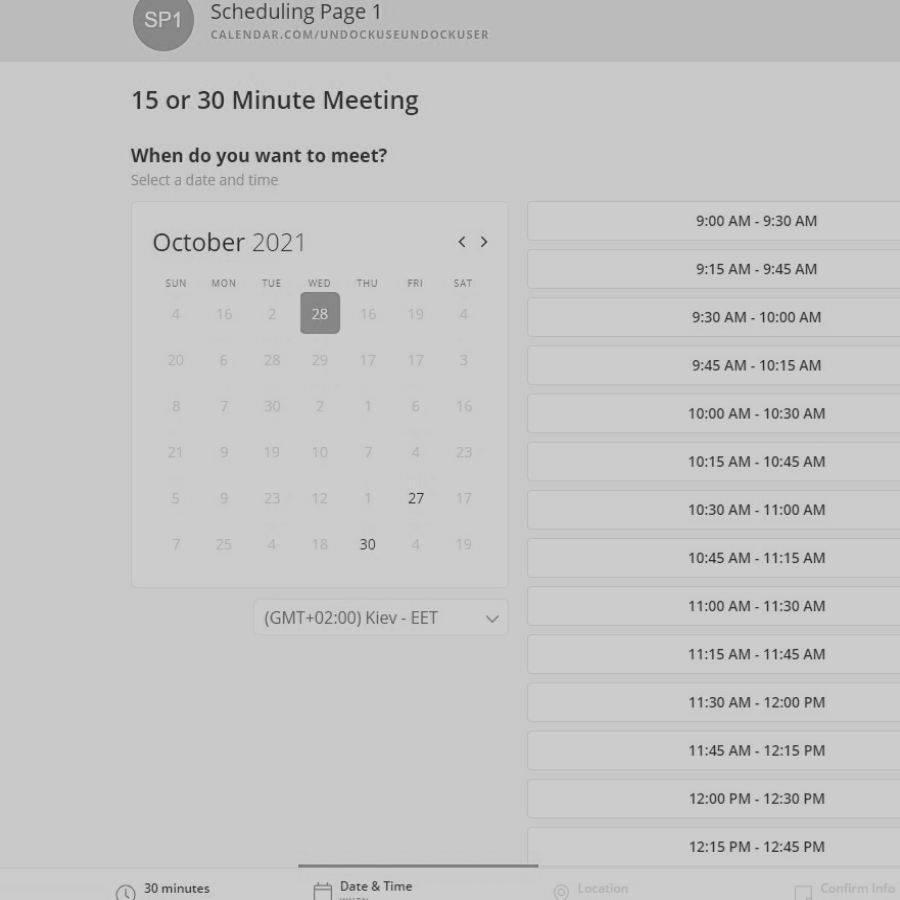 SP1
Scheduling Page 1
CALENDAR.COM/UNDOCKUSEUNDOCKUSER
15 or 30 Minute Meeting
When do you want to meet?
Select a date and time
October 2021
SUN MON TUE WED THU FRI SAT
4 16 2 28 16 19 4
20 6 28 29 17 17 3
8 7 30 2 1 6 16
21 9 19 10 7 4 23
5 9 23 12 1 27 17
7 25 4 18 30 4 19
(GMT+02:00) Kiev - EET
9:00 AM - 9:30 AM
9:15 AM - 9:45 AM
9:30 AM - 10:00 AM
9:45 AM - 10:15 AM
10:00 AM - 10:30 AM
10:15 AM - 10:45 AM
10:30 AM - 11:00 AM
10:45 AM - 11:15 AM
11:00 AM - 11:30 AM
11:15 AM - 11:45 AM
11:30 AM - 12:00 PM
11:45 AM - 12:15 PM
12:00 PM - 12:30 PM
12:15 PM - 12:45 PM
30 minutes
Date & Time
Location
Confirm Info